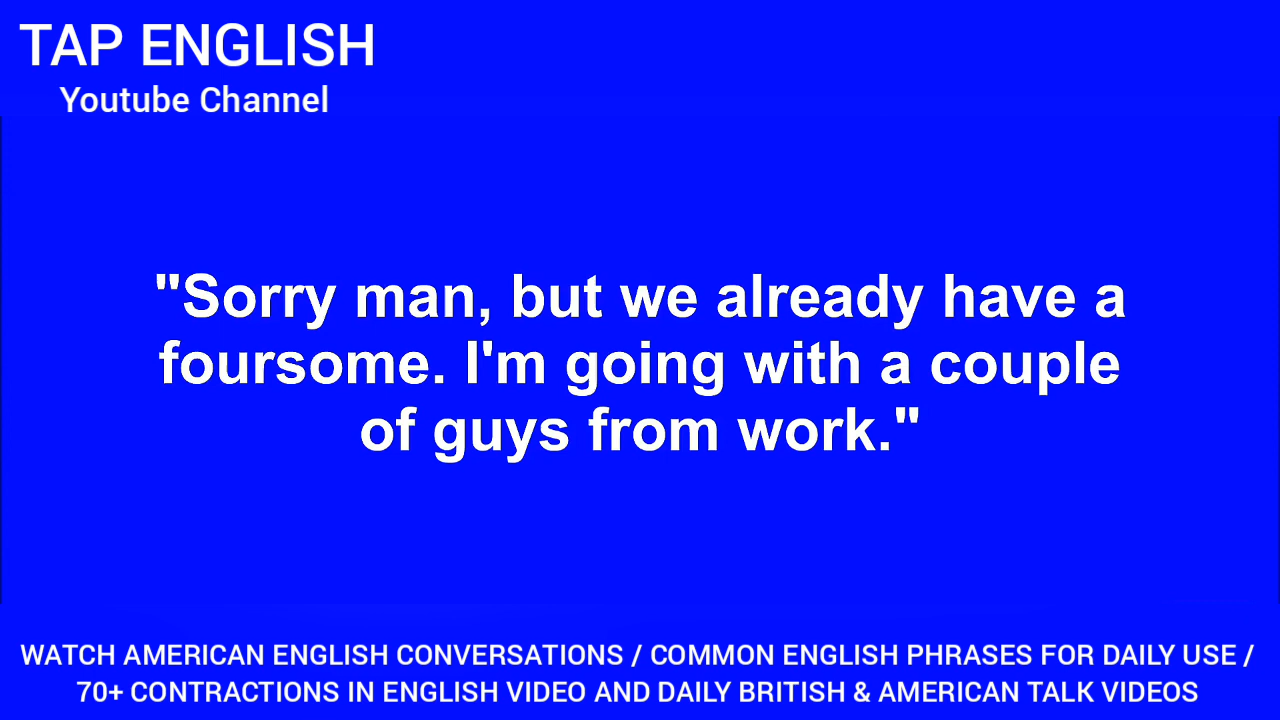 TAP ENGLISH
Youtube Channel
"Sorry man, but we already have a
foursome. I'm going with a couple
of guys from work."
WATCH AMERICAN ENGLISH CONVERSATIONS / COMMON ENGLISH PHRASES FOR DAILY USE /
70+ CONTRACTIONS IN ENGLISH VIDEO AND DAILY BRITISH & AMERICAN TALK VIDEOS